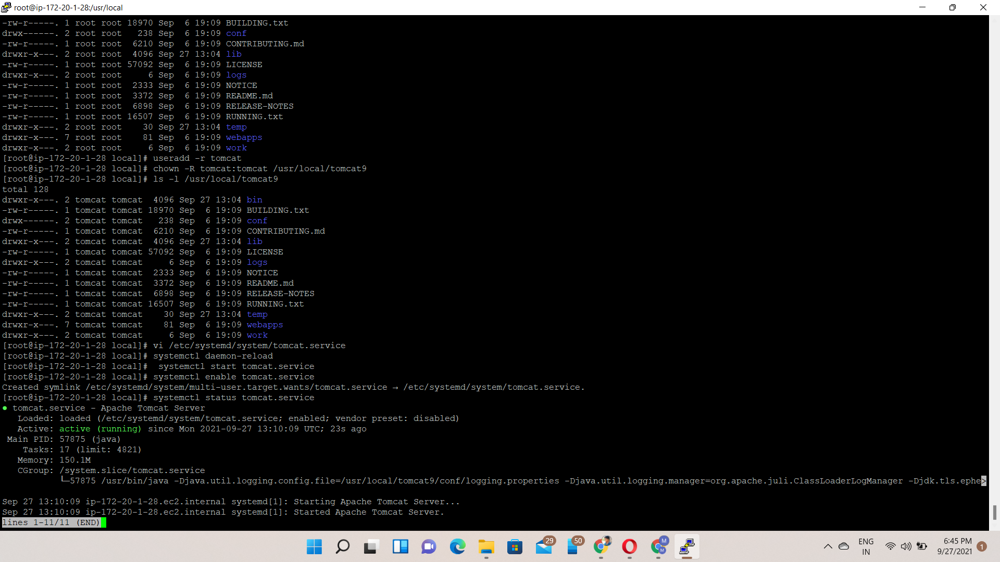 root@ip-172-20-1-28:/usr/local
-rw-r-----. 1 root root 18970 Sep  6 19:09 BUILDING.txt
drwx------. 2 root root   238 Sep  6 19:09 conf
-rw-r-----. 1 root root  6210 Sep  6 19:09 CONTRIBUTING.md
drwxr-x---. 2 root root  4096 Sep 27 13:04 lib
-rw-r-----. 1 root root 57092 Sep  6 19:09 LICENSE
drwxr-x---. 2 root root     6 Sep  6 19:09 logs
-rw-r-----. 1 root root  2333 Sep  6 19:09 NOTICE
-rw-r-----. 1 root root  3372 Sep  6 19:09 README.md
-rw-r-----. 1 root root  6898 Sep  6 19:09 RELEASE-NOTES
-rw-r-----. 1 root root 16507 Sep  6 19:09 RUNNING.txt
drwxr-x---. 2 root root    30 Sep 27 13:04 temp
drwxr-x---. 7 root root    81 Sep  6 19:09 webapps
drwxr-x---. 2 root root     6 Sep  6 19:09 work
[root@ip-172-20-1-28 local]# useradd -r tomcat
[root@ip-172-20-1-28 local]# chown -R tomcat:tomcat /usr/local/tomcat9
[root@ip-172-20-1-28 local]# ls -l /usr/local/tomcat9
total 128
drwxr-x---. 2 tomcat tomcat  4096 Sep 27 13:04 bin
-rw-r-----. 1 tomcat tomcat 18970 Sep  6 19:09 BUILDING.txt
drwx------. 2 tomcat tomcat   238 Sep  6 19:09 conf
-rw-r-----. 1 tomcat tomcat  6210 Sep  6 19:09 CONTRIBUTING.md
drwxr-x---. 2 tomcat tomcat  4096 Sep 27 13:04 lib
-rw-r-----. 1 tomcat tomcat 57092 Sep  6 19:09 LICENSE
drwxr-x---. 2 tomcat tomcat     6 Sep  6 19:09 logs
-rw-r-----. 1 tomcat tomcat  2333 Sep  6 19:09 NOTICE
-rw-r-----. 1 tomcat tomcat  3372 Sep  6 19:09 README.md
-rw-r-----. 1 tomcat tomcat  6898 Sep  6 19:09 RELEASE-NOTES
-rw-r-----. 1 tomcat tomcat 16507 Sep  6 19:09 RUNNING.txt
drwxr-x---. 2 tomcat tomcat    30 Sep 27 13:04 temp
drwxr-x---. 7 tomcat tomcat    81 Sep  6 19:09 webapps
drwxr-x---. 2 tomcat tomcat     6 Sep  6 19:09 work
[root@ip-172-20-1-28 local]# vi /etc/systemd/system/tomcat.service
[root@ip-172-20-1-28 local]# systemctl daemon-reload
[root@ip-172-20-1-28 local]#  systemctl start tomcat.service
[root@ip-172-20-1-28 local]# systemctl enable tomcat.service
Created symlink /etc/systemd/system/multi-user.target.wants/tomcat.service → /etc/systemd/system/tomcat.service.
[root@ip-172-20-1-28 local]# systemctl status tomcat.service
● tomcat.service - Apache Tomcat Server
   Loaded: loaded (/etc/systemd/system/tomcat.service; enabled; vendor preset: disabled)
   Active: active (running) since Mon 2021-09-27 13:10:09 UTC; 23s ago
 Main PID: 57875 (java)
    Tasks: 17 (limit: 4821)
   Memory: 150.1M
   CGroup: /system.slice/tomcat.service
           └─57875 /usr/bin/java -Djava.util.logging.config.file=/usr/local/tomcat9/conf/logging.properties -Djava.util.logging.manager=org.apache.juli.ClassLoaderLogManager -Djdk.tls.ephe>
Sep 27 13:10:09 ip-172-20-1-28.ec2.internal systemd[1]: Starting Apache Tomcat Server...
Sep 27 13:10:09 ip-172-20-1-28.ec2.internal systemd[1]: Started Apache Tomcat Server.
lines 1-11/11 (END)
29
50
M
M
ENG
IN
6:45 PM
9/27/2021
1